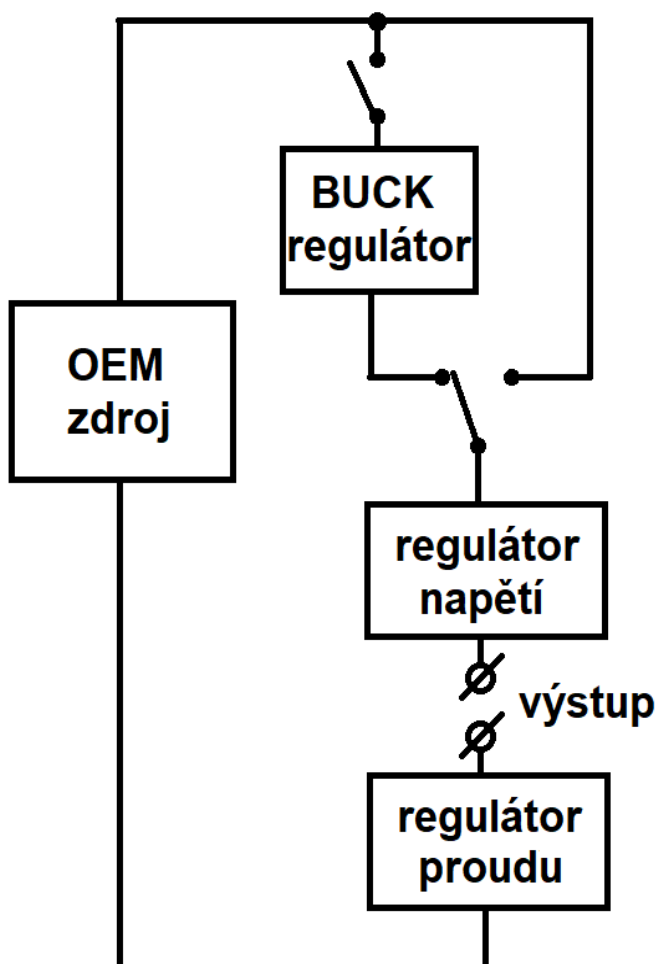 BUCK
regulátor
OEM
zdroj
regulátor
napětí
výstup
regulátor
proudu